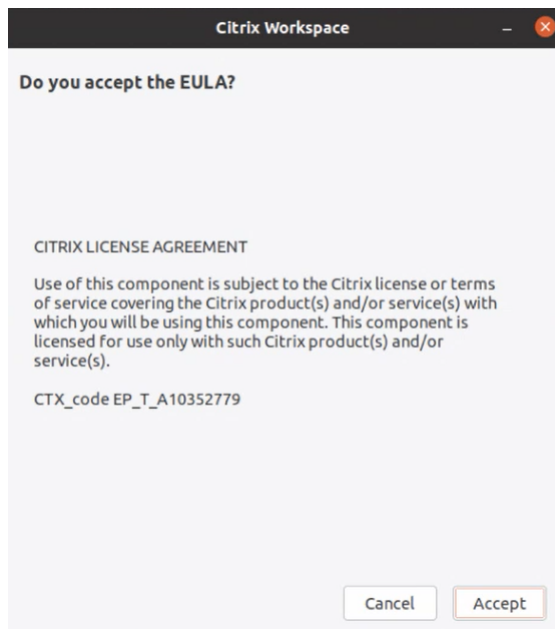 Citrix Workspace
Do you accept the EULA?
CITRIX LICENSE AGREEMENT
Use of this component is subject to the Citrix license or terms
of service covering the Citrix product(s) and/or service(s) with
which you will be using this component. This component is
licensed for use only with such Citrix product(s) and/or
service(s).
CTX_code EP_T_A10352779
Cancel Accept